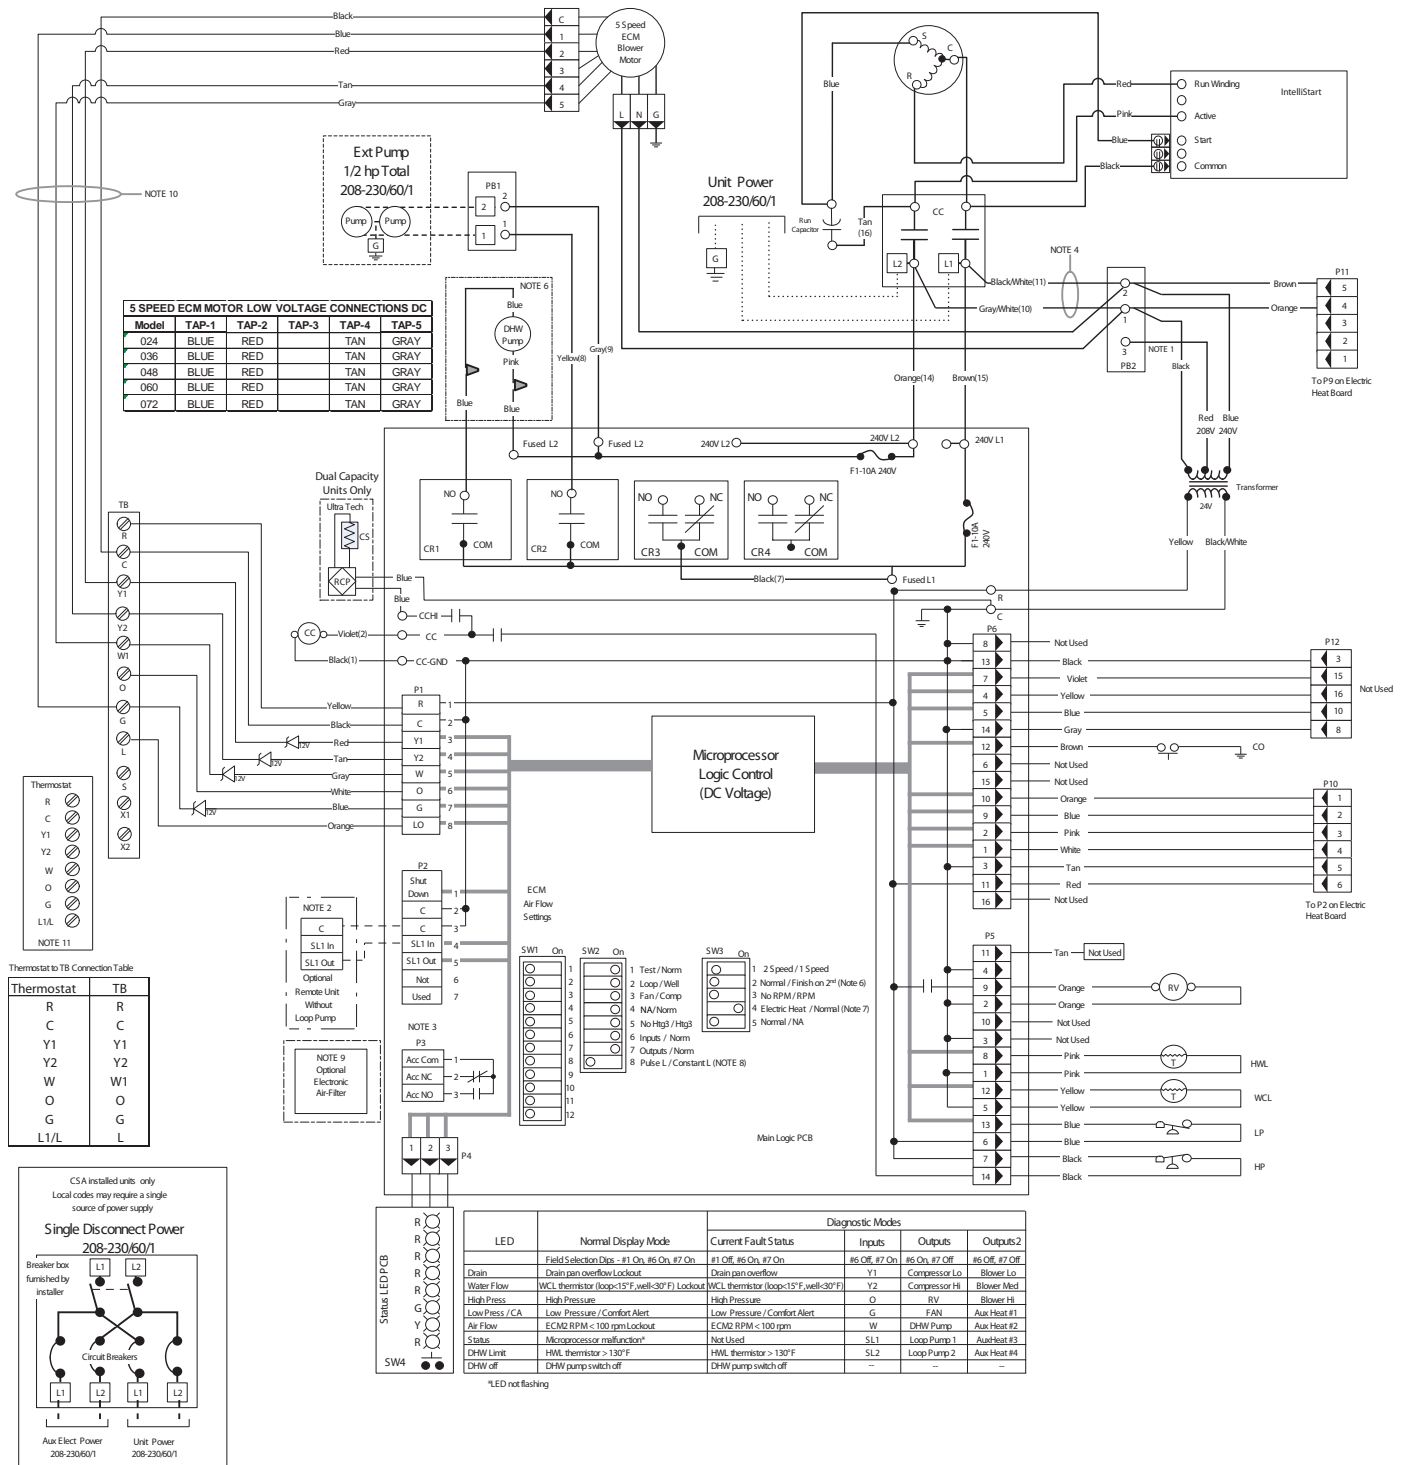 Black
Blue
Red
Tan
Gray
C
1
2
3
4
5
5 Speed
ECM
Blower
Motor
L N G
NOTE 10
Ext Pump
1/2 hp Total
208-230/60/1
Pump Pump
G
PB1
2
2
1
1
Blue
S
C
R
Red
Pink
Blue
Black
Run Winding
Active
Start
Common
IntelliStart
Unit Power
208-230/60/1
G
Run
Capacitor
Tan
(16)
CC
L2
L1
NOTE 4
Black/White(11)
Gray/White(10)
2
1
3
PB2
NOTE 1
Brown
Orange
P11
5
4
3
2
1
To P9 on Electric
Heat Board
Black
Red
208V
Blue
240V
Transformer
24V
Yellow
Black/White
5 SPEED ECM MOTOR LOW VOLTAGE CONNECTIONS DC
Model TAP-1 TAP-2 TAP-3 TAP-4 TAP-5
024 BLUE RED TAN GRAY
036 BLUE RED TAN GRAY
048 BLUE RED TAN GRAY
060 BLUE RED TAN GRAY
072 BLUE RED TAN GRAY
NOTE 6
Blue
DHW
Pump
Pink
Blue
Blue
Yellow(8)
Gray(9)
Orange(14)
Brown(15)
Fused L2
Fused L2
240V L2
240V L2
240V L1
F1-10A 240V
F1-10A
240V
NO
COM
CR1
NO
COM
CR2
NO NC
CR3 COM
NO NC
CR4 COM
Black(7)
Fused L1
Dual Capacity
Units Only
Ultra Tech
CS
RCP
Blue
Blue
CCHI
CC
Violet(2)
CC
Black(1)
CC-GND
R
C
TB
R
C
Y1
Y2
W1
O
G
L
S
X1
X2
12V
12V
12V
12V
Yellow
Black
Red
Tan
Gray
White
Blue
Orange
P1
R 1
C 2
Y1 3
Y2 4
W 5
O 6
G 7
LO 8
Microprocessor
Logic Control
(DC Voltage)
Thermostat
R
C
Y1
Y2
W
O
G
L1/L
NOTE 11
Thermostat to TB Connection Table
Thermostat TB
R R
C C
Y1 Y1
Y2 Y2
W W1
O O
G G
L1/L L
P2
Shut
Down 1
C 2
C 3
SL1 In 4
SL1 Out 5
Not 6
Used 7
NOTE 2
C
SL1 In
SL1 Out
Optional
Remote Unit
Without
Loop Pump
NOTE 3
P3
Acc Com 1
Acc NC 2
Acc NO 3
NOTE 9
Optional
Electronic
Air-Filter
1 2 3
P4
ECM
Air Flow
Settings
SW1 On
1
2
3
4
5
6
7
8
9
10
11
12
SW2 On
1 Test / Norm
2 Loop / Well
3 Fan / Comp
4 NA/Norm
5 No Htg3 / Htg3
6 Inputs / Norm
7 Outputs / Norm
8 Pulse L / Constant L (NOTE 8)
SW3 On
1 2 Speed / 1 Speed
2 Normal / Finish on 2nd (Note 6)
3 No RPM / RPM
4 Electric Heat / Normal (Note 7)
5 Normal / NA
Main Logic PCB
P6
8 Not Used
13 Black
7 Violet
4 Yellow
5 Blue
14 Gray
12 Brown
6 Not Used
15 Not Used
10 Orange
9 Blue
2 Pink
1 White
3 Tan
11 Red
16 Not Used
CO
P12
3
15
16
10
8
Not Used
P10
1
2
3
4
5
6
To P2 on Electric
Heat Board
P5
11 Tan Not Used
4
9 Orange
2 Orange
10 Not Used
3 Not Used
8 Pink
1 Pink
12 Yellow
5 Yellow
13 Blue
6 Blue
7 Black
14 Black
RV
T
HWL
T
WCL
LP
HP
CSA installed units only
Local codes may require a single
source of power supply
Single Disconnect Power
208-230/60/1
Breaker box
furnished by
installer
L1
L2
Circuit Breakers
L1 L2 L1 L2
Aux Elect Power
208-230/60/1
Unit Power
208-230/60/1
Status LED PCB
R
R
R
R
G
Y
R
SW4
Diagnostic Modes
LED Normal Display Mode Current Fault Status Inputs Outputs Outputs2
Field Selection Dips - #1 On, #6 On, #7 On #1 Off, #6 On, #7 On #6 Off, #7 On #6 On, #7 Off #6 Off, #7 Off
Drain Drain pan overflow Lockout Drain pan overflow Y1 Compressor Lo Blower Lo
Water Flow WCL thermistor (loop<15°F,well<30°F) Lockout WCL thermistor (loop<15°F,well<30°F) Y2 Compressor Hi Blower Med
High Press High Pressure High Pressure O RV Blower Hi
Low Press / CA Low Pressure / Comfort Alert Low Pressure / Comfort Alert G FAN Aux Heat #1
Air Flow ECM2 RPM < 100 rpm Lockout ECM2 RPM < 100 rpm W DHW Pump Aux Heat #2
Status Microprocessor malfunction* Not Used SL1 Loop Pump 1 AuxHeat #3
DHW Limit HWL thermistor > 130°F HWL thermistor > 130°F SL2 Loop Pump 2 Aux Heat #4
DHW off DHW pump switch off DHW pump switch off -- -- --
*LED not flashing